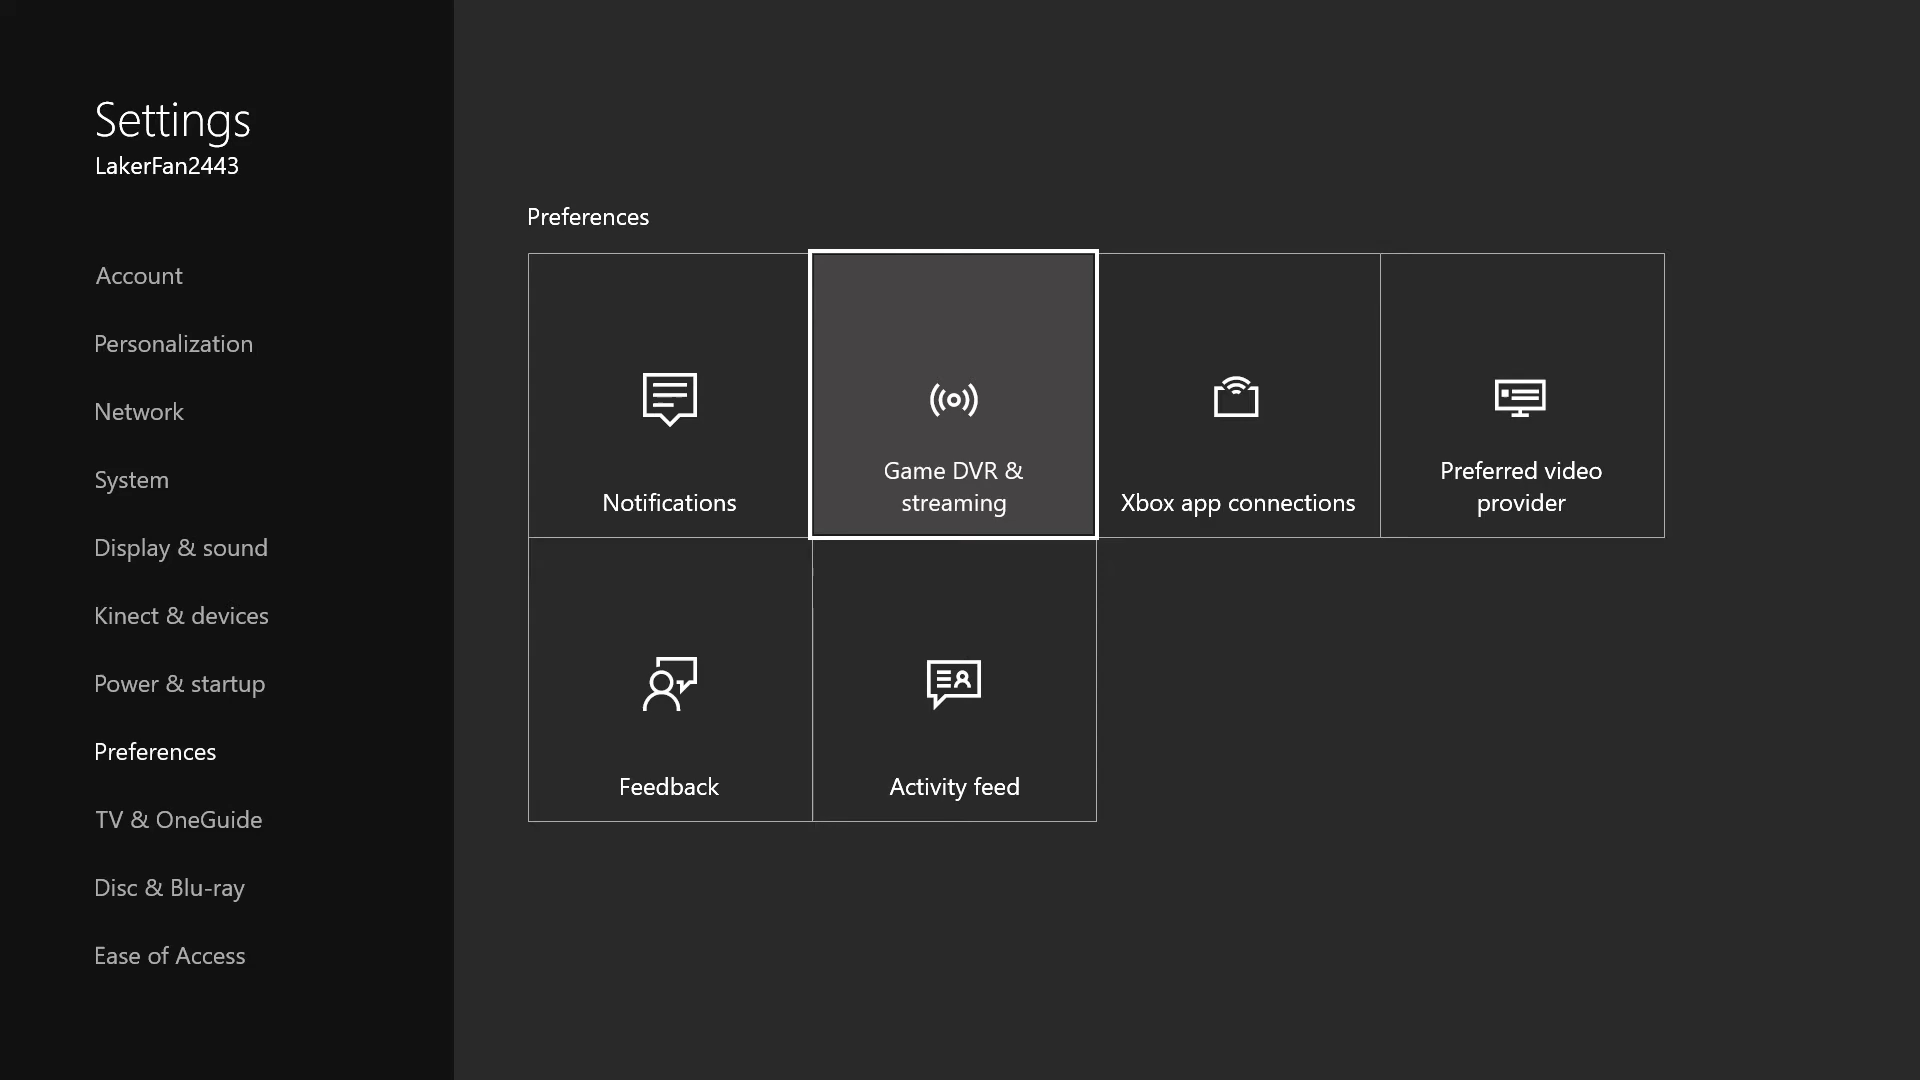 Settings
LakerFan2443
Account
Personalization
Network
System
Display & sound
Kinect & devices
Power & startup
Preferences
TV & OneGuide
Disc & Blu-ray
Ease of Access
Preferences
Notifications
Game DVR &
streaming
Xbox app connections
Preferred video
provider
Feedback
Activity feed